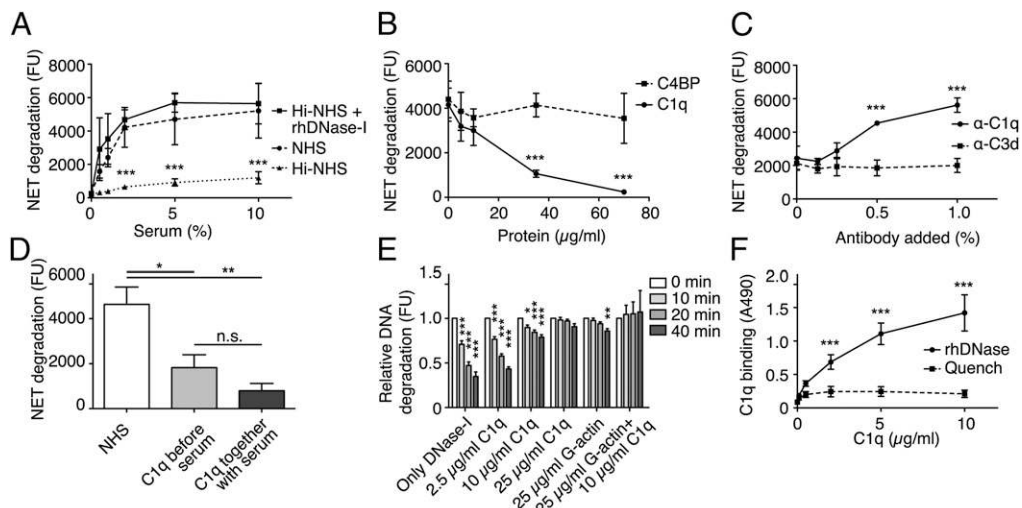 A
NET degradation (FU)
8000
6000
4000
2000
0
0
5
10
Serum (%)
Hi-NHS +
rhDNase-I
NHS
Hi-NHS
***
***
***
B
NET degradation (FU)
6000
4000
2000
0
0
20
40
60
80
Protein (µg/ml)
C4BP
C1q
***
***
C
NET degradation (FU)
8000
6000
4000
2000
0
0
0.5
1.0
Antibody added (%)
α-C1q
α-C3d
***
***
D
NET degradation (FU)
6000
4000
2000
0
*
**
n.s.
NHS
C1q before
serum
C1q together
with serum
E
Relative DNA
degradation (FU)
1.5
1.0
0.5
0
0 min
10 min
20 min
40 min
***
***
***
***
***
***
*
***
***
**
Only DNase-I
2.5 µg/ml C1q
10 µg/ml C1q
25 µg/ml C1q
25 µg/ml G-actin
25 µg/ml G-actin+
10 µg/ml C1q
F
C1q binding (A490)
2.0
1.5
1.0
0.5
0
0
5
10
C1q (µg/ml)
rhDNase
Quench
***
***
***